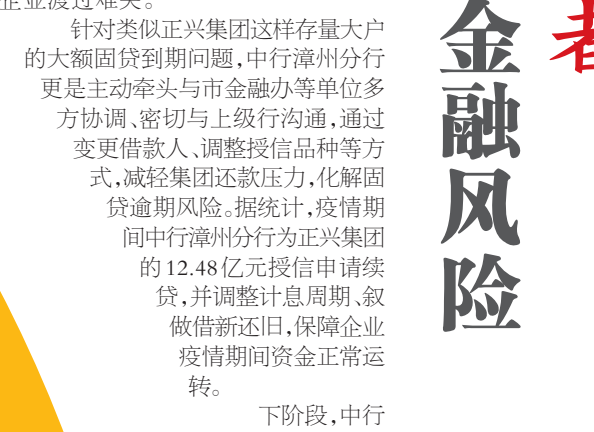 企业渡过难关。
针对类似正兴集团这样存量大户
的大额固贷到期问题,中行漳州分行
更是主动牵头与市金融办等单位多
方协调、密切与上级行沟通,通过
变更借款人、调整授信品种等方
式,减轻集团还款压力,化解固
贷逾期风险。据统计,疫情期
间中行漳州分行为正兴集团
的12.48亿元授信申请续
贷,并调整计息周期、叙
做借新还旧,保障企业
疫情期间资金正常运
转。
下阶段,中行
金融风险
者